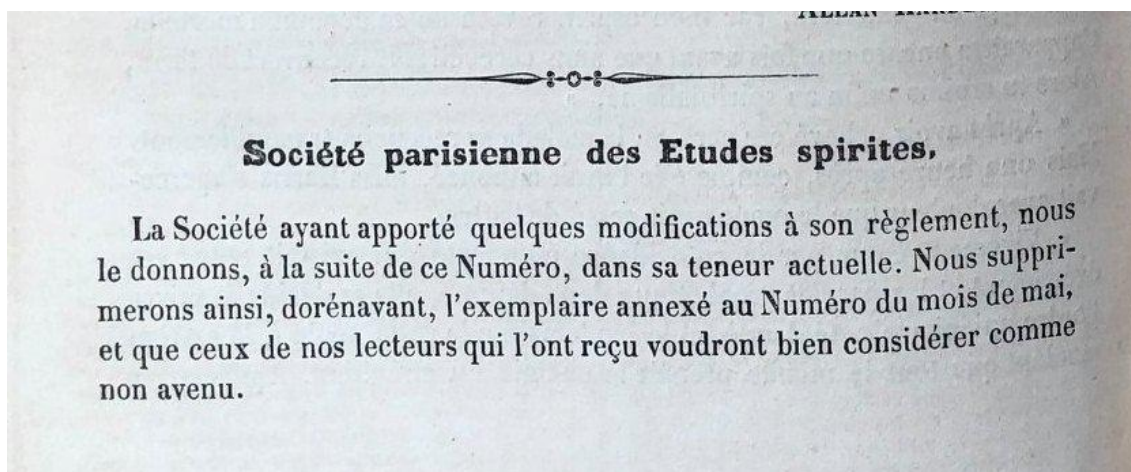 Société parisienne des Etudes spirites.
La Société ayant apporté quelques modifications à son règlement, nous
le donnons, à la suite de ce Numéro, dans sa teneur actuelle. Nous suppri-
merons ainsi, dorénavant, l'exemplaire annexé au Numéro du mois de mai,
et que ceux de nos lecteurs qui l'ont reçu voudront bien considérer comme
non avenu.